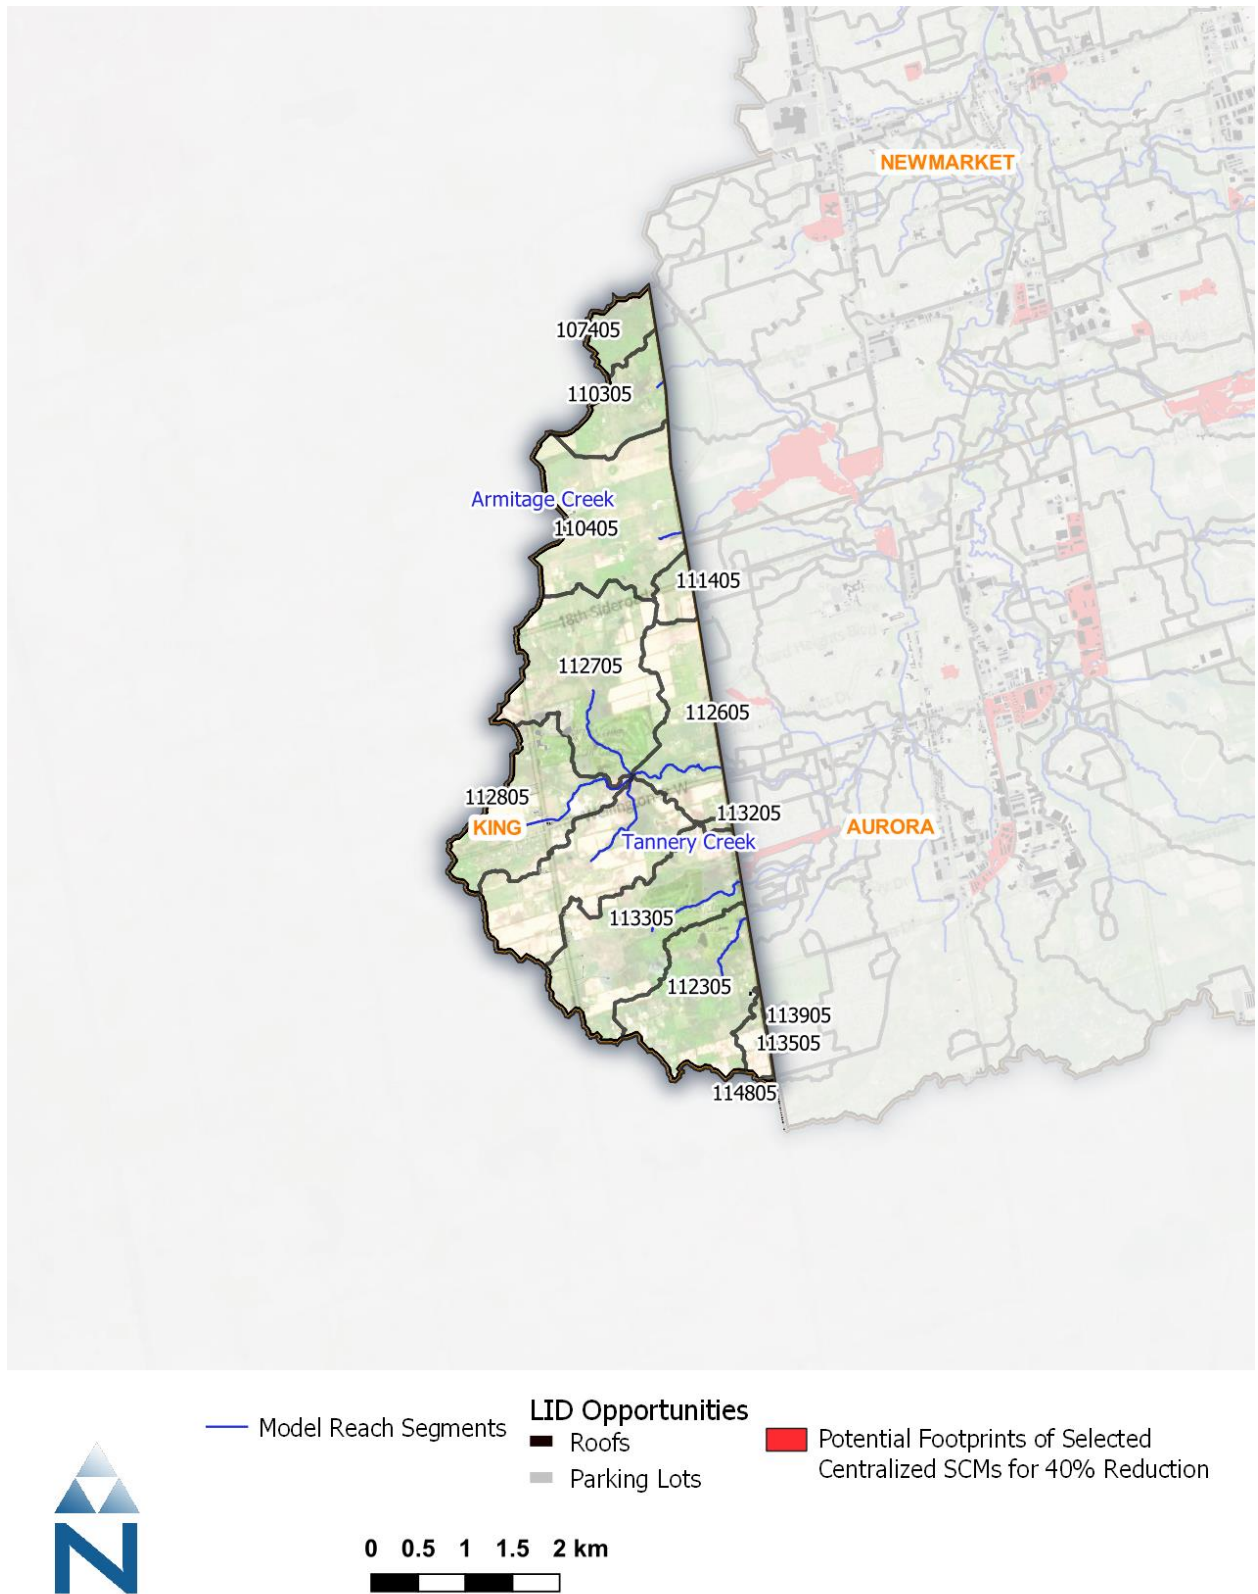 NEWMARKET
107405
110305
Armitage Creek
110405
111405
18th Sideroad
112705
112605
112805
KING
113205
Tannery Creek
AURORA
113305
112305
113905
113505
114805
Model Reach Segments
LID Opportunities
Roofs
Parking Lots
Potential Footprints of Selected
Centralized SCMs for 40% Reduction
N
0 0.5 1 1.5 2 km